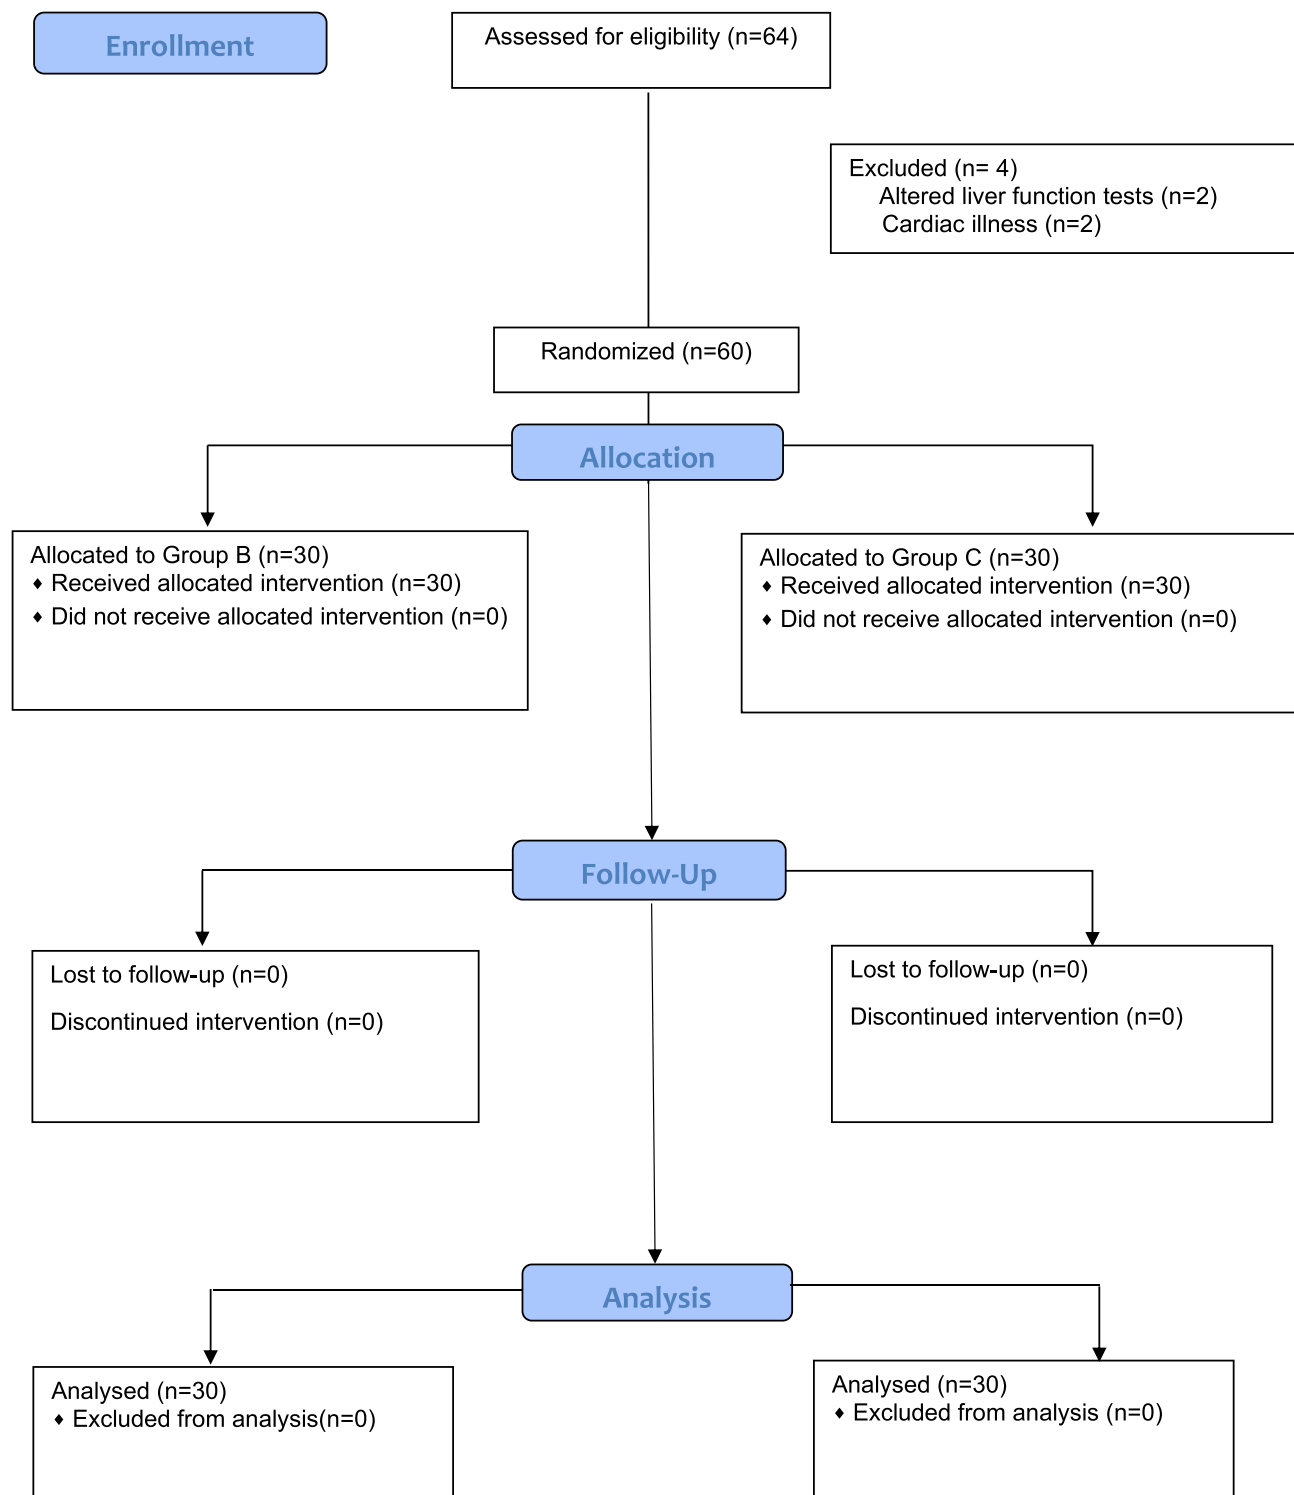 Enrollment
Assessed for eligibility (n=64)
Excluded (n= 4)
Altered liver function tests (n=2)
Cardiac illness (n=2)
Randomized (n=60)
Allocation
Allocated to Group B (n=30)
♦ Received allocated intervention (n=30)
♦ Did not receive allocated intervention (n=0)
Allocated to Group C (n=30)
♦ Received allocated intervention (n=30)
♦ Did not receive allocated intervention (n=0)
Follow-Up
Lost to follow-up (n=0)
Discontinued intervention (n=0)
Lost to follow-up (n=0)
Discontinued intervention (n=0)
Analysis
Analysed (n=30)
♦ Excluded from analysis(n=0)
Analysed (n=30)
♦ Excluded from analysis (n=0)